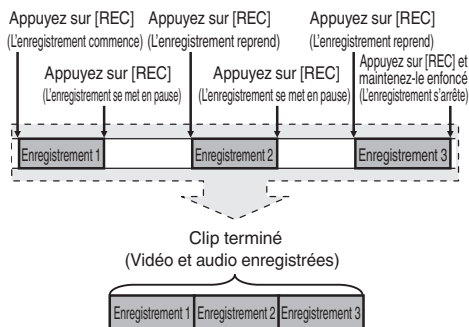 Appuyez sur [REC]
(L'enregistrement commence)
Appuyez sur [REC]
(L'enregistrement reprend)
Appuyez sur [REC]
(L'enregistrement reprend)
Appuyez sur [REC]
(L'enregistrement se met en pause)
Appuyez sur [REC]
(L'enregistrement se met en pause)
Appuyez sur [REC] et
maintenez-le enfoncé
(L'enregistrement s'arrête)
Enregistrement 1
Enregistrement 2
Enregistrement 3
Clip terminé
(Vidéo et audio enregistrées)
Enregistrement 1
Enregistrement 2
Enregistrement 3